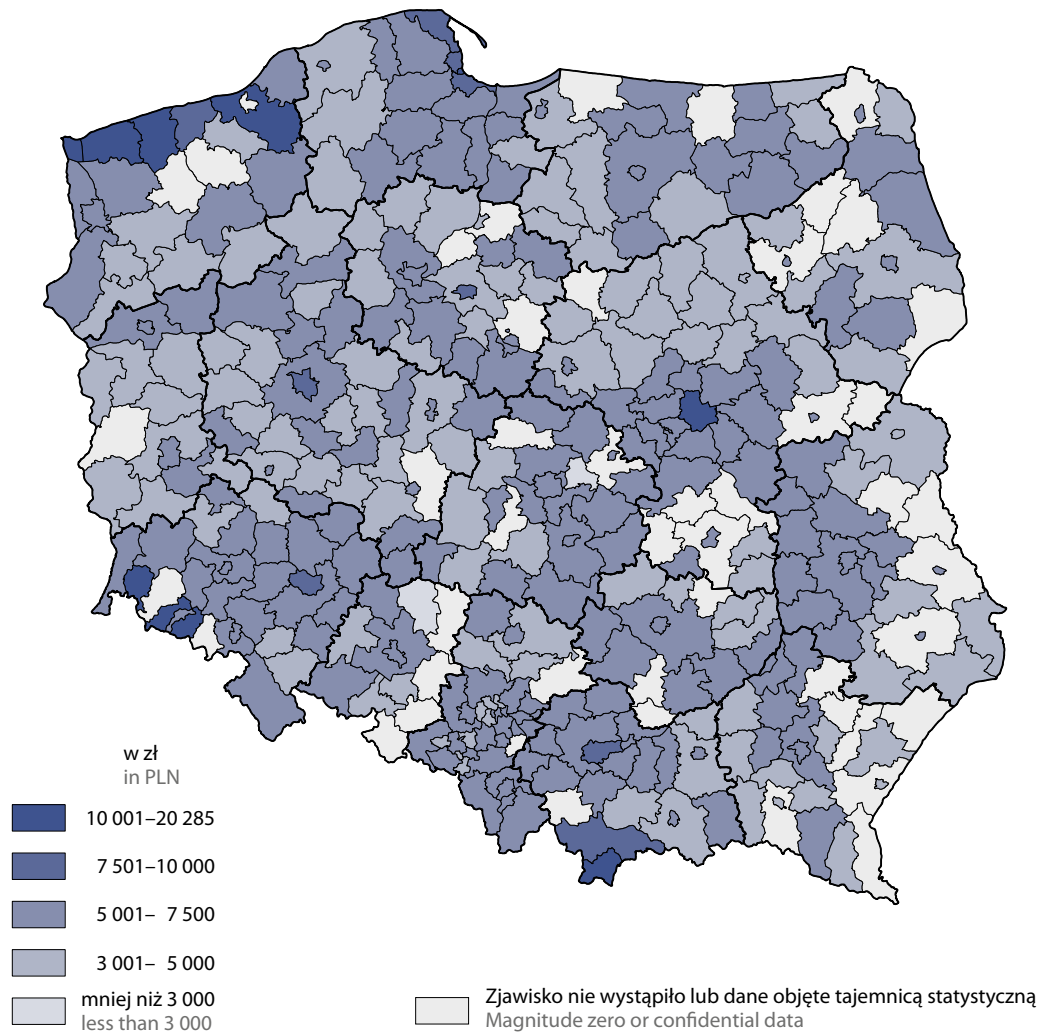 w zł
in PLN
10 001–20 285
7 501–10 000
5 001– 7 500
3 001– 5 000
mniej niż 3 000
less than 3 000
Zjawisko nie wystąpiło lub dane objęte tajemnicą statystyczną
Magnitude zero or confidential data